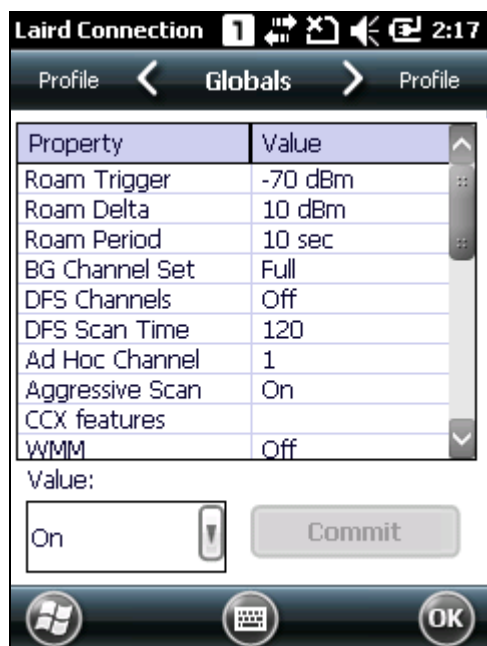 Laird Connection 1 2:17
Profile Globals Profile
Property Value
Roam Trigger -70 dBm
Roam Delta 10 dBm
Roam Period 10 sec
BG Channel Set Full
DFS Channels Off
DFS Scan Time 120
Ad Hoc Channel 1
Aggressive Scan On
CCX features
WMM Off
Value:
On Commit
OK